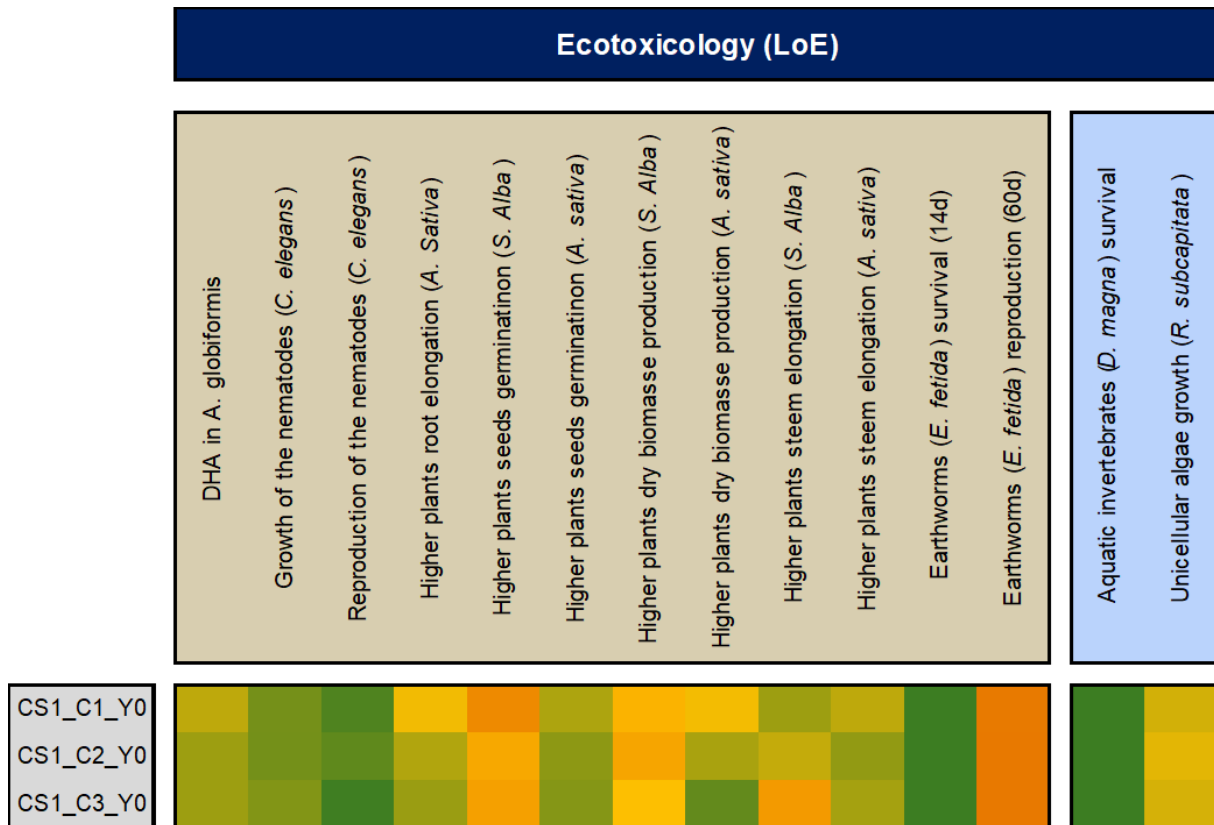 Ecotoxicology (LoE)
DHA in A. globiformis
Growth of the nematodes (C. elegans )
Reproduction of the nematodes (C. elegans )
Higher plants root elongation (A. Sativa)
Higher plants seeds germinatinon (S. Alba )
Higher plants seeds germinatinon (A. sativa)
Higher plants dry biomasse production (S. Alba )
Higher plants dry biomasse production (A. sativa)
Higher plants steem elongation (S. Alba )
Higher plants steem elongation (A. sativa)
Earthworms (E. fetida ) survival (14d)
Earthworms (E. fetida ) reproduction (60d)
Aquatic invertebrates (D. magna ) survival
Unicellular algae growth (R. subcapitata )
CS1_C1_Y0
CS1_C2_Y0
CS1_C3_Y0